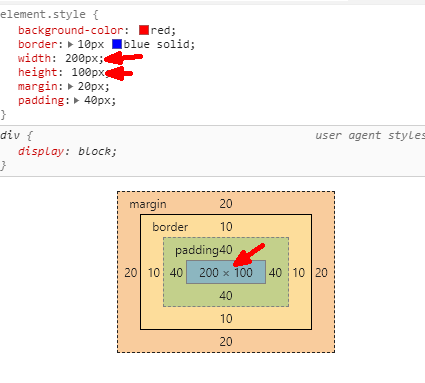 element.style {
background-color: red;
border: 10px blue solid;
width: 200px;
height: 100px;
margin: 20px;
padding: 40px;
}
div {
user agent styles
display: block;
}
margin 20
border 10
padding40
20 10 40 200 × 100 40 10 20
40
10
20